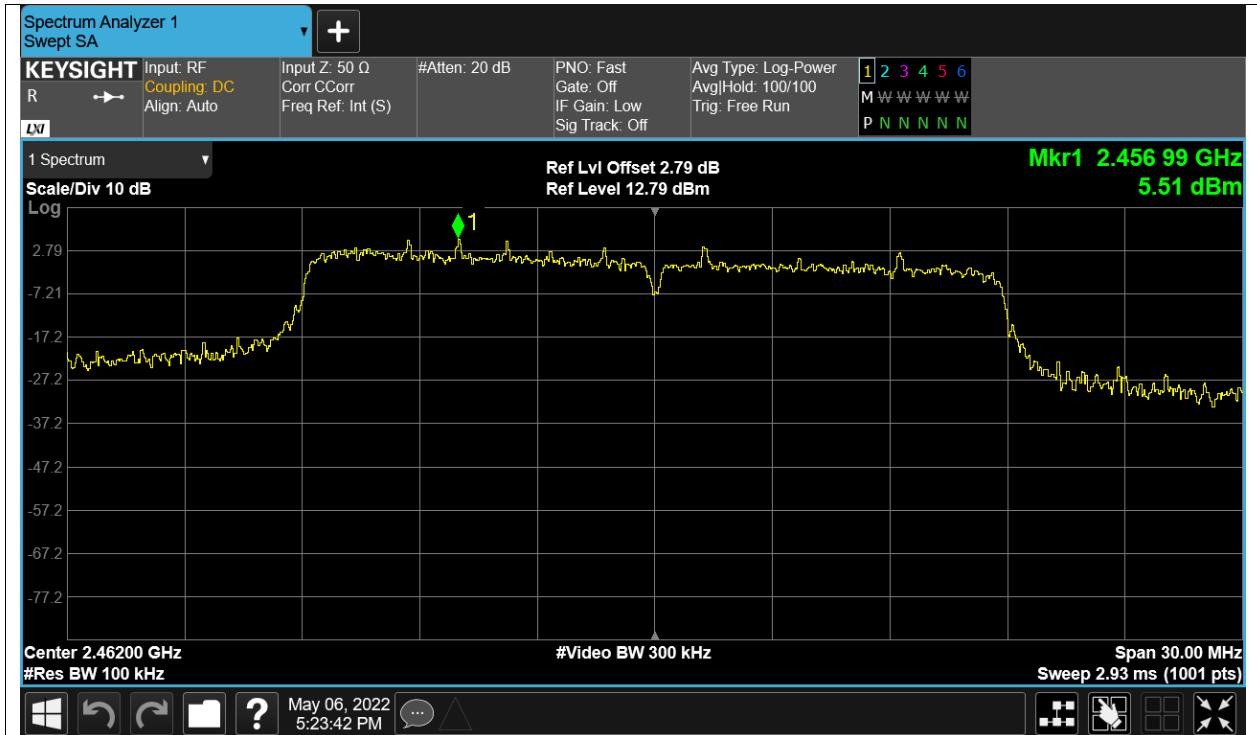 Spectrum Analyzer 1
Swept SA
+
KEYSIGHT
R
LXI
Input: RF
Coupling: DC
Align: Auto
Input Z: 50 Ω
Corr CCorr
Freq Ref: Int (S)
#Atten: 20 dB
PNO: Fast
Gate: Off
IF Gain: Low
Sig Track: Off
Avg Type: Log-Power
Avg|Hold: 100/100
Trig: Free Run
1 2 3 4 5 6
M W W W W W
P N N N N N
1 Spectrum
Scale/Div 10 dB
Log
Ref Lvl Offset 2.79 dB
Ref Level 12.79 dBm
Mkr1 2.456 99 GHz
5.51 dBm
1
2.79
-7.21
-17.2
-27.2
-37.2
-47.2
-57.2
-67.2
-77.2
Center 2.46200 GHz
#Res BW 100 kHz
#Video BW 300 kHz
Span 30.00 MHz
Sweep 2.93 ms (1001 pts)
?
May 06, 2022
5:23:42 PM